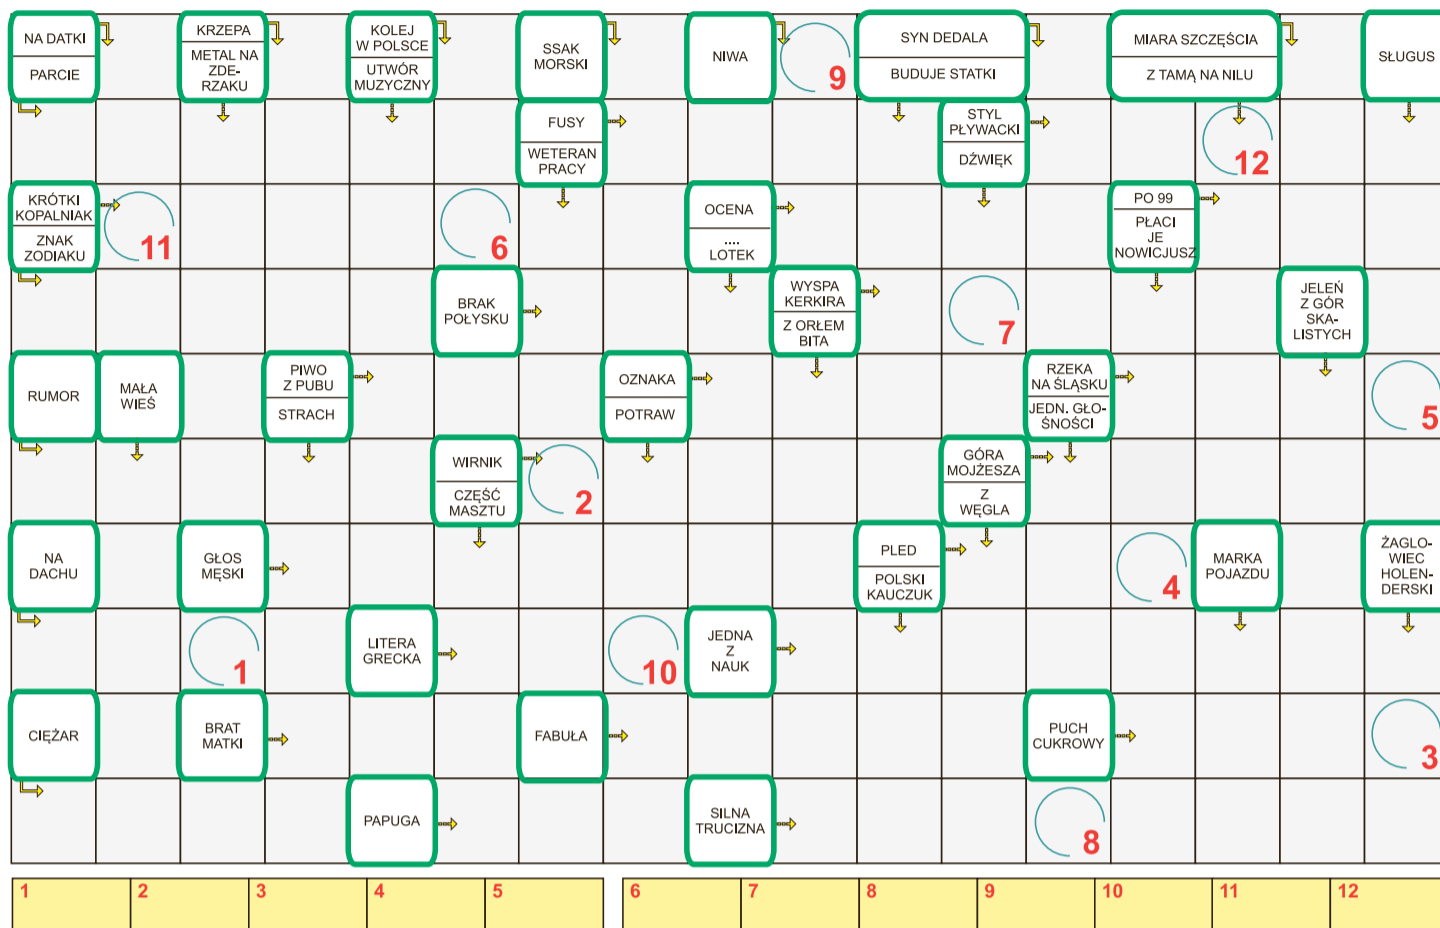 NA DATKI
PARCIE
KRZEPA
METAL NA
ZDE-
RZAKU
KOLEJ
W POLSCE
UTWÓR
MUZYCZNY
SSAK
MORSKI
NIWA
9
SYN DEDALA
BUDUJE STATKI
MIARA SZCZĘŚCIA
Z TAMĄ NA NILU
SŁUGUS
FUSY
WETERAN
PRACY
STYL
PŁYWACKI
DŹWIĘK
12
KRÓTKI
KOPALNIAK
ZNAK
ZODIAKU
11
6
OCENA
....
LOTEK
PO 99
PŁACI
JE
NOWICJUSZ
BRAK
POŁYSKU
WYSPA
KERKIRA
Z ORŁEM
BITA
7
JELEŃ
Z GÓR
SKA-
LISTYCH
RUMOR
MAŁA
WIEŚ
PIWO
Z PUBU
STRACH
OZNAKA
POTRAW
RZEKA
NA ŚLĄSKU
JEDN. GŁO-
ŚNOŚCI
5
WIRNIK
CZĘŚĆ
MASZTU
2
GÓRA
MOJŻESZA
Z
WĘGLA
NA
DACHU
GŁOS
MĘSKI
PLED
POLSKI
KAUCZUK
4
MARKA
POJAZDU
ŻAGLO-
WIEC
HOLEN-
DERSKI
1
LITERA
GRECKA
10
JEDNA
Z
NAUK
CIĘŻAR
BRAT
MATKI
FABUŁA
PUCH
CUKROWY
3
PAPUGA
SILNA
TRUCIZNA
8
1 2 3 4 5 6 7 8 9 10 11 12